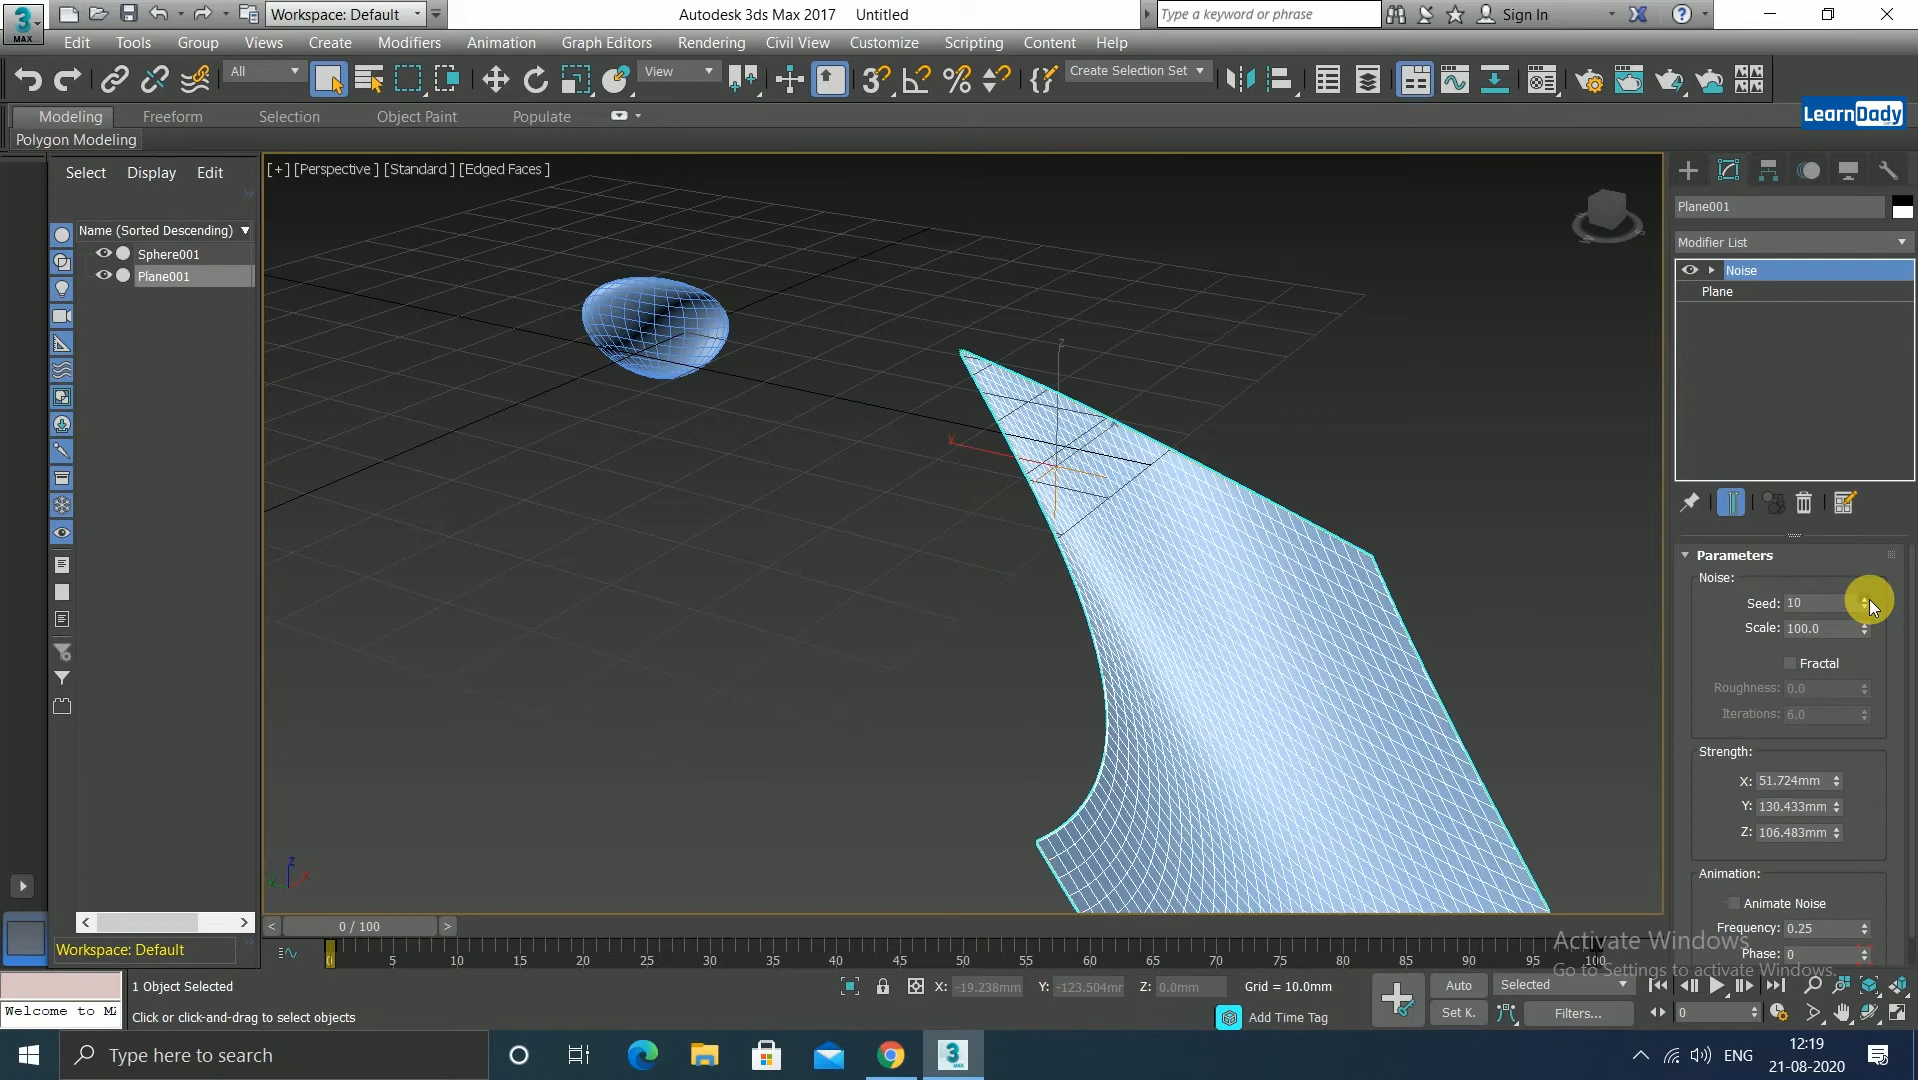 3 MAX
Workspace: Default
Autodesk 3ds Max 2017 Untitled
Type a keyword or phrase
Sign In
Edit Tools Group Views Create Modifiers Animation Graph Editors Rendering Civil View Customize Scripting Content Help
All
View
Create Selection Set
Modeling Freeform Selection Object Paint Populate
LearnDady
Polygon Modeling
Select Display Edit
[+] [Perspective ] [Standard ] [Edged Faces ]
Name (Sorted Descending)
Sphere001
Plane001
Plane001
Modifier List
Noise
Plane
z
y
Parameters
Noise:
Seed: 10
Scale: 100.0
Fractal
Roughness: 0.0
Iterations: 6.0
Strength:
X: 51.724mm
Y: 130.433mm
Z: 106.483mm
Animation:
Animate Noise
Frequency: 0.25
Phase: 0
z
y x
0 / 100
Workspace: Default
0 5 10 15 20 25 30 35 40 45 50 55 60 65 70 75 80 85 90 95 100
Activate Windows
Go to Settings to activate Windows.
1 Object Selected
X: -19.238mm Y: -123.504mr Z: 0.0mm Grid = 10.0mm
Auto Selected
Welcome to MA
Click or click-and-drag to select objects
Add Time Tag
Set K. Filters...
0
Type here to search
ENG
12:19
21-08-2020